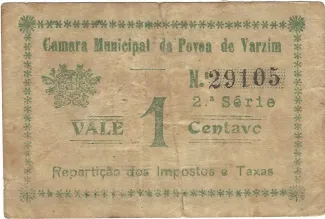 Camara Municipal da Povoa de Varzim
N.º 29105
2.ª Série
VALE 1 Centavo
Repartição dos Impostos e Taxas